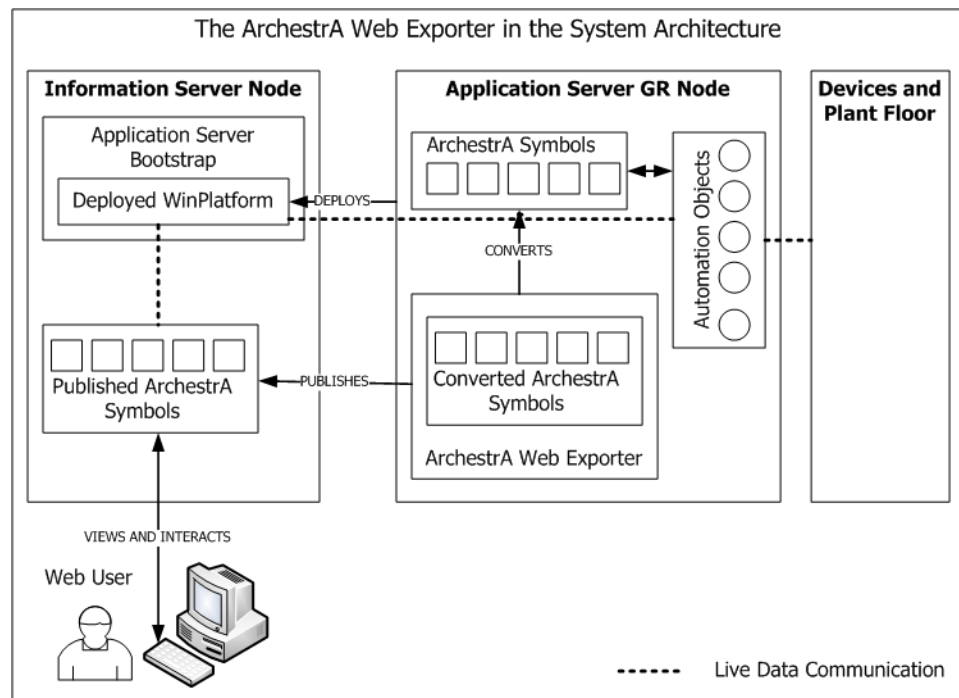 The ArchestrA Web Exporter in the System Architecture
Information Server Node
Application Server
Bootstrap
Deployed WinPlatform
DEPLOYS
Published ArchestrA
Symbols
PUBLISHES
VIEWS AND INTERACTS
Web User
Application Server GR Node
ArchestrA Symbols
CONVERTS
Converted ArchestrA
Symbols
ArchestrA Web Exporter
Automation Objects
Devices and
Plant Floor
Live Data Communication